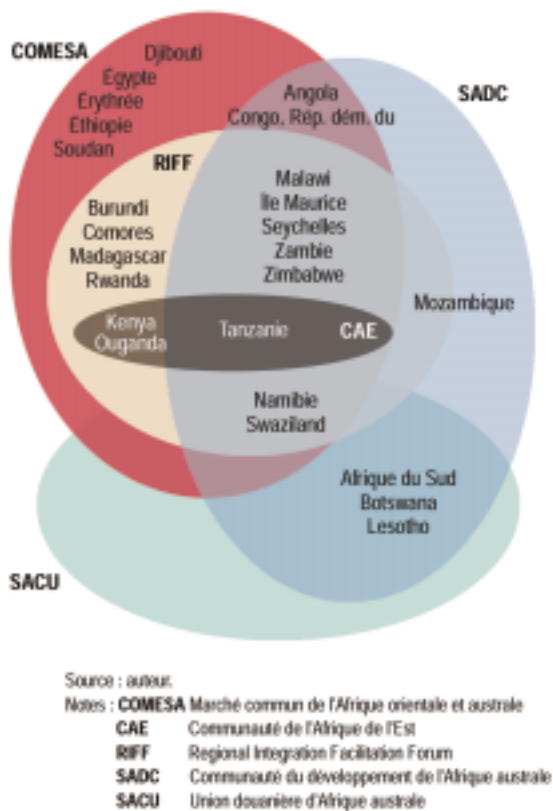 COMESA
Djibouti
Égypte
Érythrée
Éthiopie
Soudan
Angola
Congo, Rép. dém. du
SADC
RIFF
Malawi
Île Maurice
Seychelles
Zambie
Zimbabwe
Burundi
Comores
Madagascar
Rwanda
Mozambique
Kenya
Ouganda
Tanzanie
CAE
Namibie
Swaziland
Afrique du Sud
Botswana
Lesotho
SACU
Source : auteur.
Notes : COMESA Marché commun de l'Afrique orientale et australe
CAE Communauté de l'Afrique de l'Est
RIFF Regional Integration Facilitation Forum
SADC Communauté du développement de l'Afrique australe
SACU Union douanière d'Afrique australe